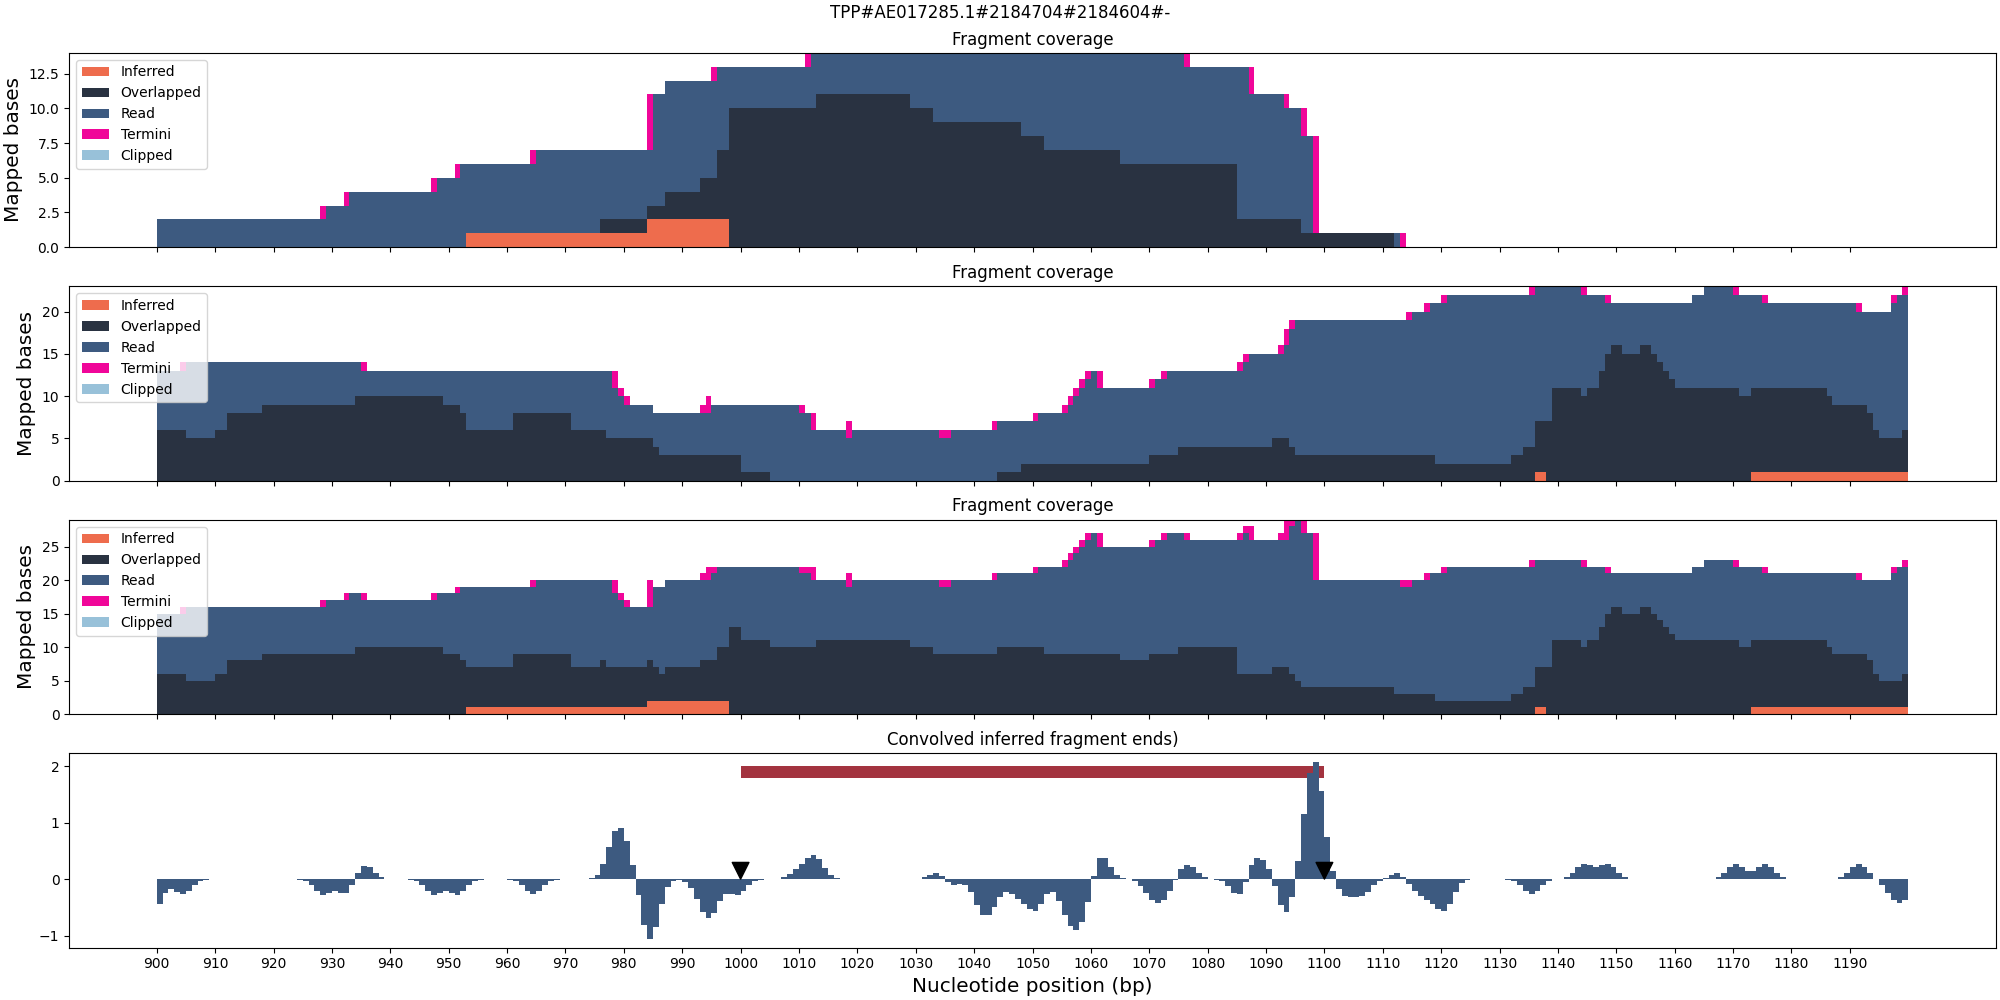 TPP#AE017285.1#2184704#2184604#-
Fragment coverage
Mapped bases
12.5
10.0
7.5
5.0
2.5
0.0
Inferred
Overlapped
Read
Termini
Clipped
Fragment coverage
Mapped bases
20
15
10
5
0
Inferred
Overlapped
Read
Termini
Clipped
Fragment coverage
Mapped bases
25
20
15
10
5
0
Inferred
Overlapped
Read
Termini
Clipped
Convolved inferred fragment ends)
2
1
0
−1
900 910 920 930 940 950 960 970 980 990 1000 1010 1020 1030 1040 1050 1060 1070 1080 1090 1100 1110 1120 1130 1140 1150 1160 1170 1180 1190
Nucleotide position (bp)